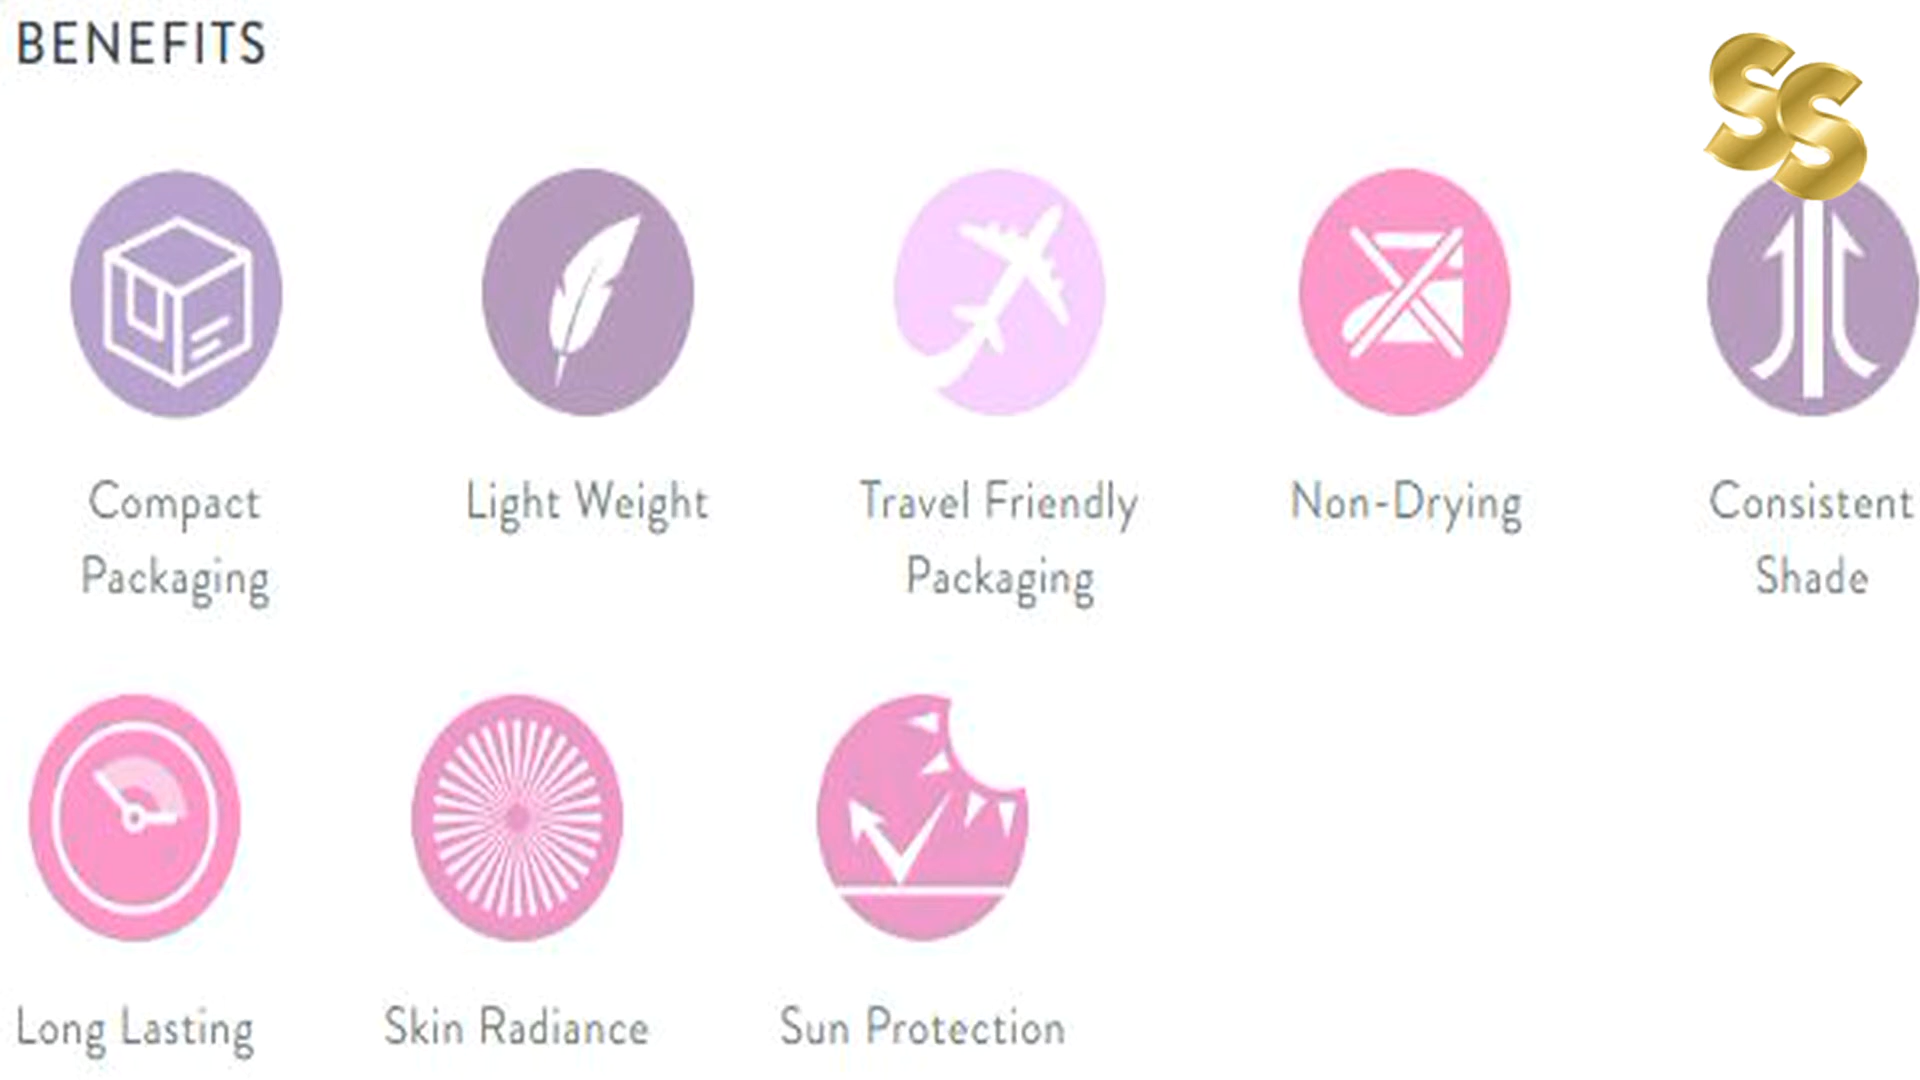 BENEFITS
SS
Compact
Packaging
Light Weight
Travel Friendly
Packaging
Non-Drying
Consistent
Shade
Long Lasting
Skin Radiance
Sun Protection